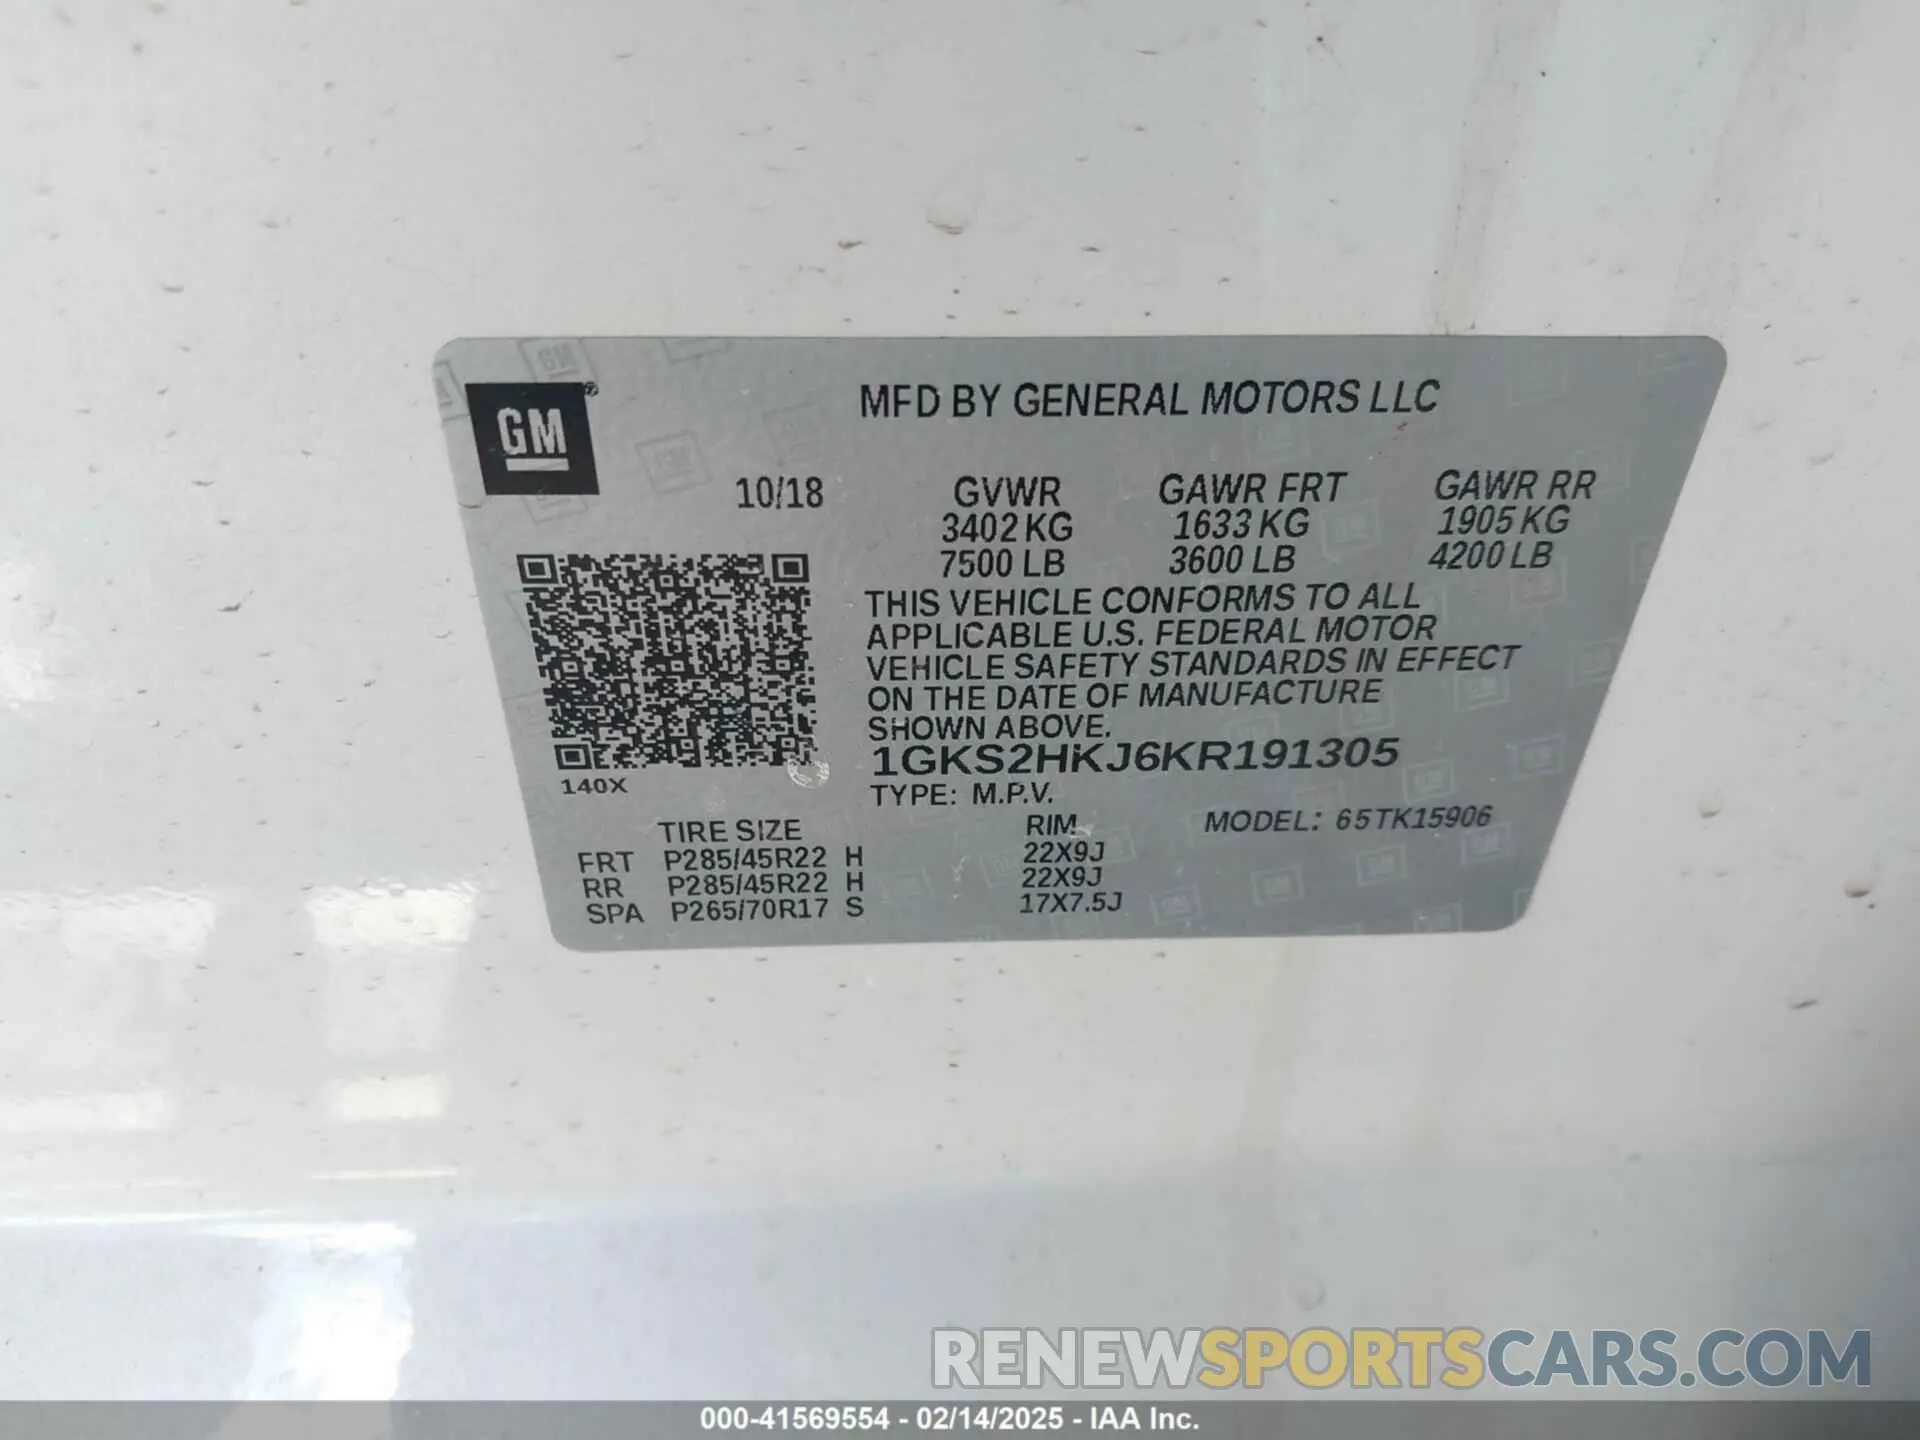 GM®
MFD BY GENERAL MOTORS LLC
10/18 GVWR GAWR FRT GAWR RR
3402 KG 1633 KG 1905 KG
7500 LB 3600 LB 4200 LB
THIS VEHICLE CONFORMS TO ALL
APPLICABLE U.S. FEDERAL MOTOR
VEHICLE SAFETY STANDARDS IN EFFECT
ON THE DATE OF MANUFACTURE
SHOWN ABOVE.
1GKS2HKJ6KR191305
140X
TYPE: M.P.V.
TIRE SIZE RIM MODEL: 65TK15906
FRT P285/45R22 H 22X9J
RR P285/45R22 H 22X9J
SPA P265/70R17 S 17X7.5J
RENEWSPORTSCARS.COM
000-41569554 - 02/14/2025 - IAA Inc.